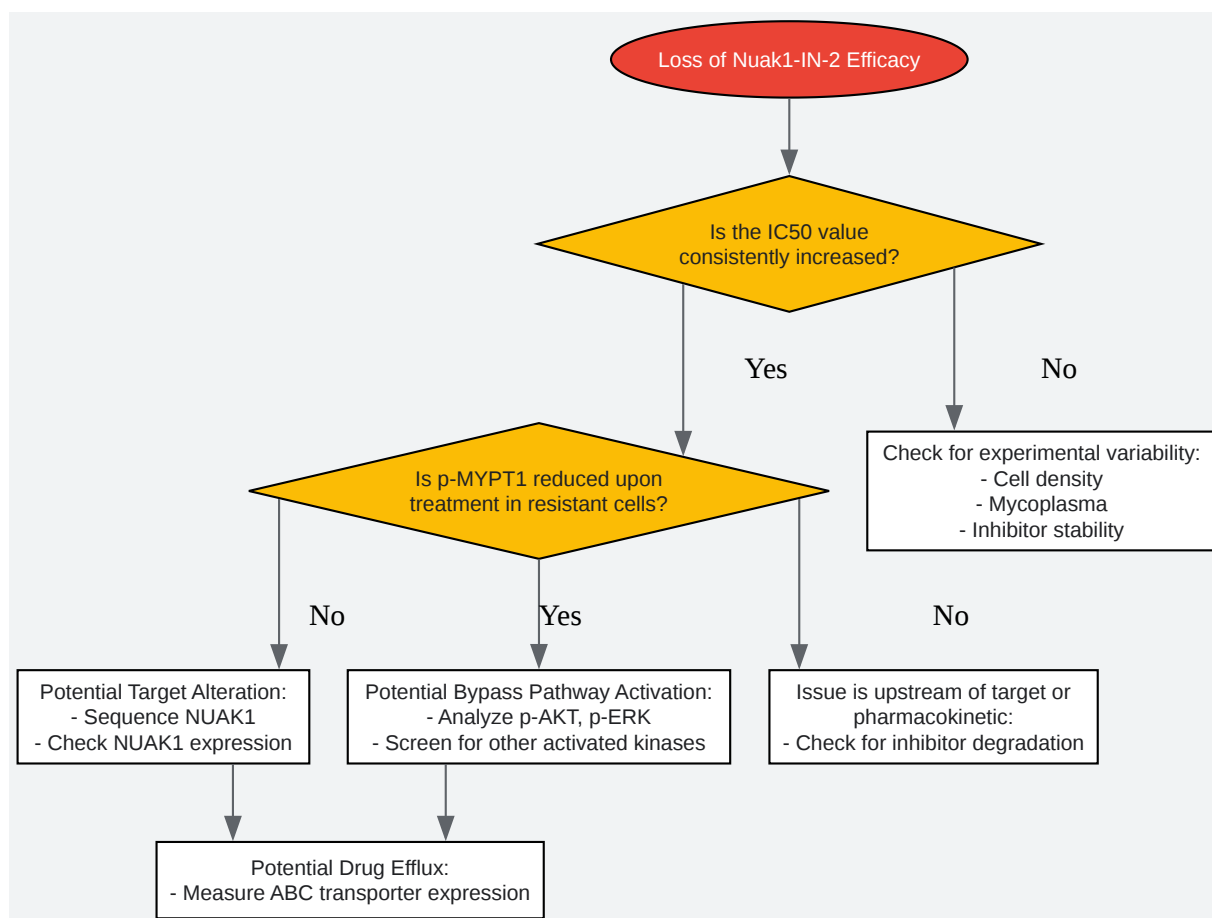 Loss of Nuak1-IN-2 Efficacy
Is the IC50 value
consistently increased?
Yes
No
Check for experimental variability:
- Cell density
- Mycoplasma
- Inhibitor stability
Is p-MYPT1 reduced upon
treatment in resistant cells?
No
Yes
No
Potential Target Alteration:
- Sequence NUAK1
- Check NUAK1 expression
Potential Bypass Pathway Activation:
- Analyze p-AKT, p-ERK
- Screen for other activated kinases
Issue is upstream of target or
pharmacokinetic:
- Check for inhibitor degradation
Potential Drug Efflux:
- Measure ABC transporter expression